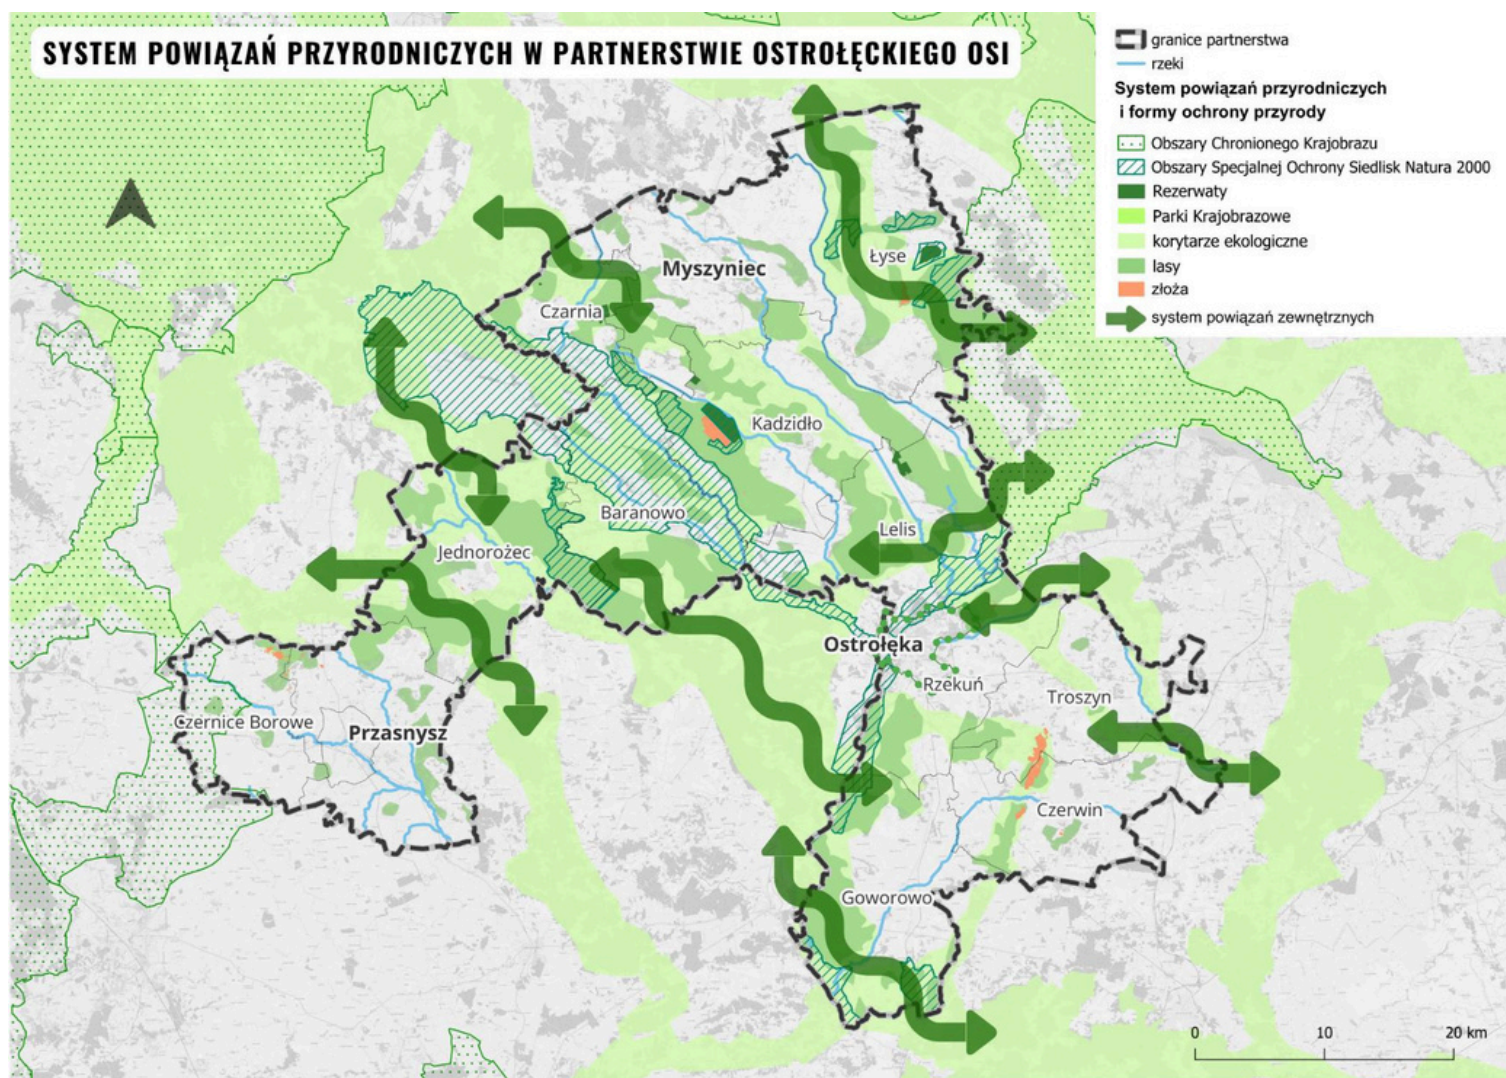 SYSTEM POWIĄZAŃ PRZYRODNICZYCH W PARTNERSTWIE OSTROŁĘCKIEGO OSI
granice partnerstwa
rzeki
System powiązań przyrodniczych
i formy ochrony przyrody
Obszary Chronionego Krajobrazu
Obszary Specjalnej Ochrony Siedlisk Natura 2000
Rezerwaty
Parki Krajobrazowe
korytarze ekologiczne
lasy
złoża
system powiązań zewnętrznych
Łyse
Myszyniec
Czarnia
Kadzidło
Baranowo
Lelis
Jednorożec
Ostrołęka
Rzekuń
Troszyn
Czernice Borowe
Przasnysz
Czerwin
Goworowo
0 10 20 km